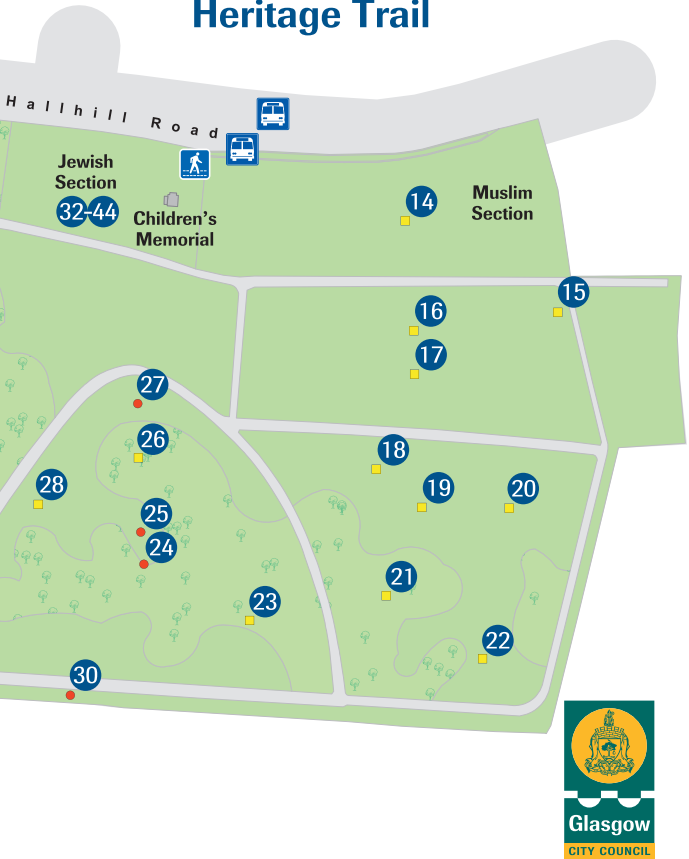 Heritage Trail
Hallhill Road
Jewish
Section
32-44
Children's
Memorial
14
Muslim
Section
15
16
17
27
18
26
28
19
20
25
24
21
23
22
30
Glasgow
CITY COUNCIL